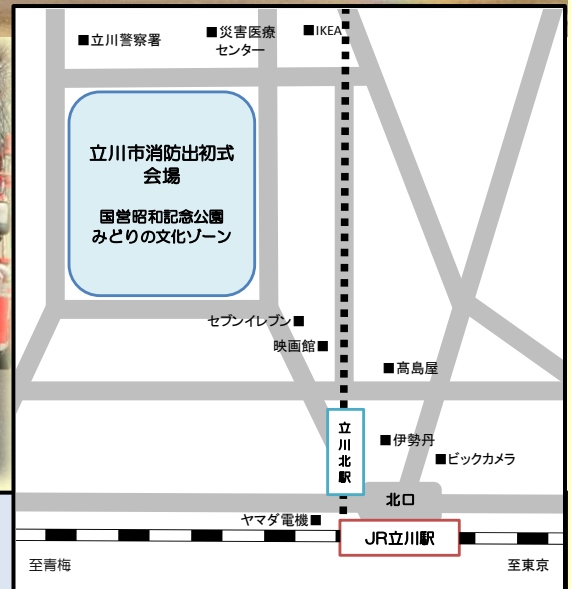 ■立川警察署
■災害医療
センター
■IKEA
立川市消防出初式
会場
国営昭和記念公園
みどりの文化ゾーン
セブンイレブン■
映画館■
■髙島屋
立川北駅
■伊勢丹
■ビックカメラ
北口
ヤマダ電機■
JR立川駅
至青梅
至東京